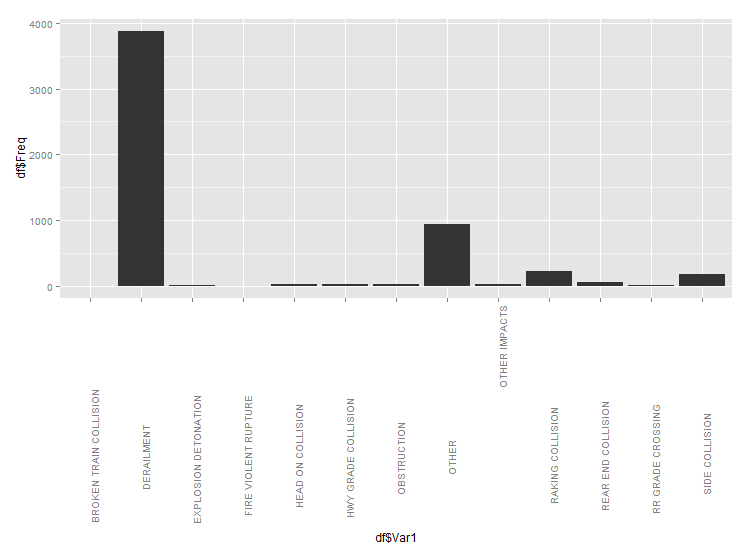 4000
3000
2000
1000
0
df$Freq
BROKEN TRAIN COLLISION
DERAILMENT
EXPLOSION DETONATION
FIRE VIOLENT RUPTURE
HEAD ON COLLISION
HWY GRADE COLLISION
OBSTRUCTION
OTHER
OTHER IMPACTS
RAKING COLLISION
REAR END COLLISION
RR GRADE CROSSING
SIDE COLLISION
df$Var1